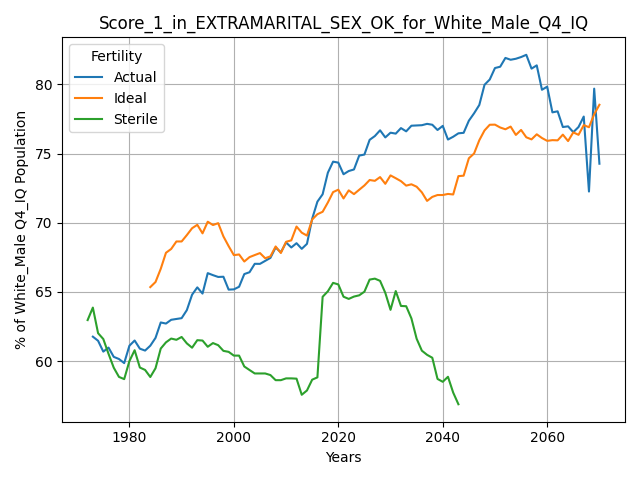 Score_1_in_EXTRAMARITAL_SEX_OK_for_White_Male_Q4_IQ
Fertility
Actual
Ideal
Sterile
% of White_Male Q4_IQ Population
80
75
70
65
60
1980
2000
2020
2040
2060
Years